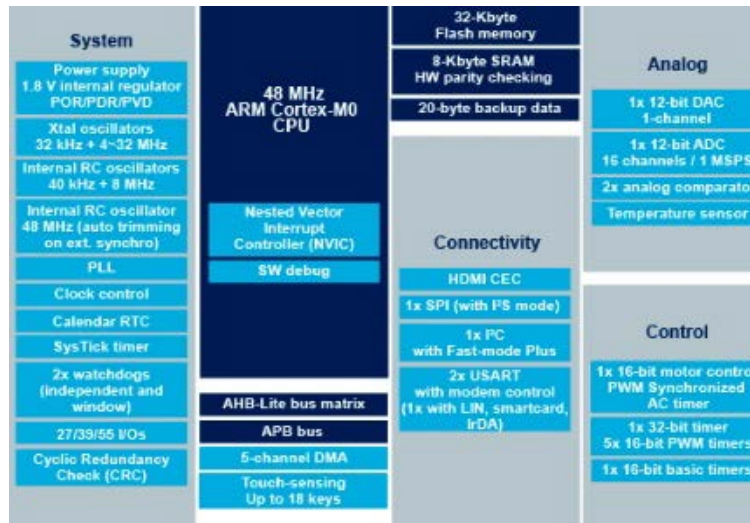 System
Power supply
1.8 V internal regulator
POR/PDR/PVD
Xtal oscillators
32 kHz + 4~32 MHz
Internal RC oscillators
40 kHz + 8 MHz
Internal RC oscillator
48 MHz (auto trimming
on ext. synchro)
PLL
Clock control
Calendar RTC
SysTick timer
2x watchdogs
(independent and
window)
27/39/55 I/Os
Cyclic Redundancy
Check (CRC)
48 MHz
ARM Cortex-M0
CPU
Nested Vector
Interrupt
Controller (NVIC)
SW debug
AHB-Lite bus matrix
APB bus
5-channel DMA
Touch-sensing
Up to 18 keys
32-Kbyte
Flash memory
8-Kbyte SRAM
HW parity checking
20-byte backup data
Connectivity
HDMI CEC
1x SPI (with I²S mode)
1x I²C
with Fast-mode Plus
2x USART
with modem control
(1x with LIN, smartcard,
IrDA)
Analog
1x 12-bit DAC
1-channel
1x 12-bit ADC
16 channels / 1 MSPS
2x analog comparato
Temperature sensor
Control
1x 16-bit motor contro
PWM Synchronized
AC timer
1x 32-bit timer
5x 16-bit PWM timers
1x 16-bit basic timers